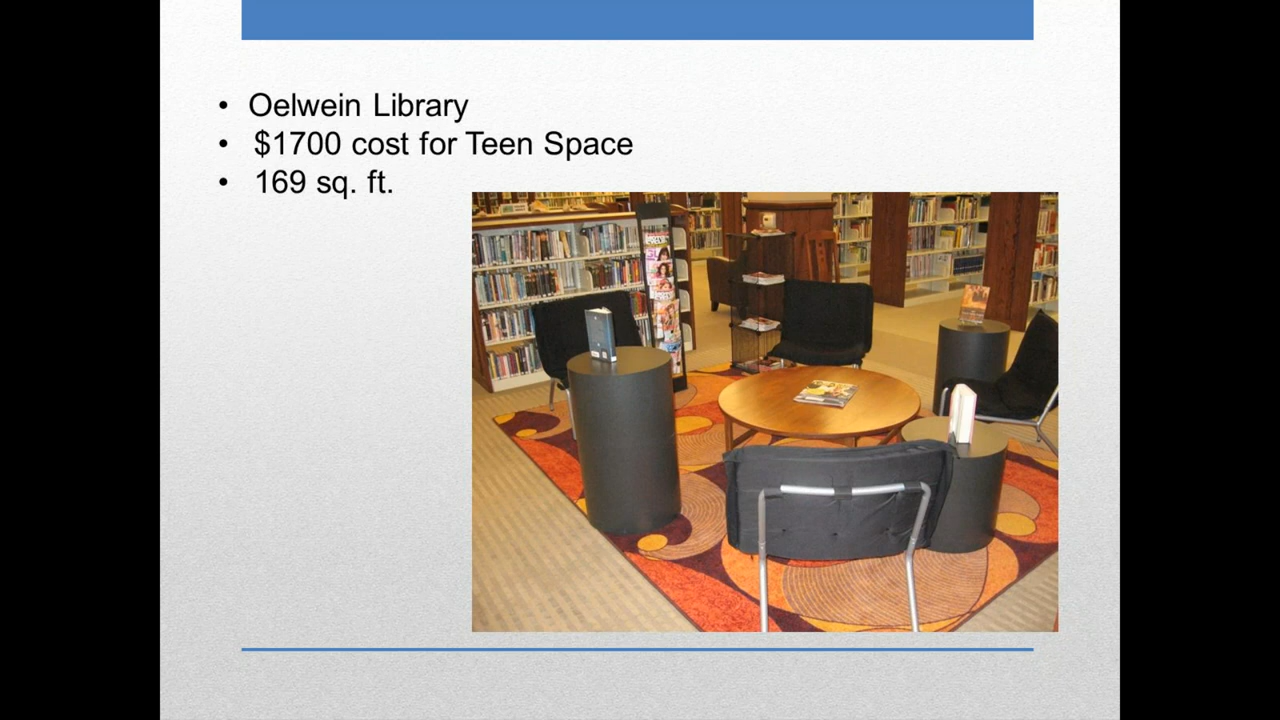 • Oelwein Library
• $1700 cost for Teen Space
• 169 sq. ft.